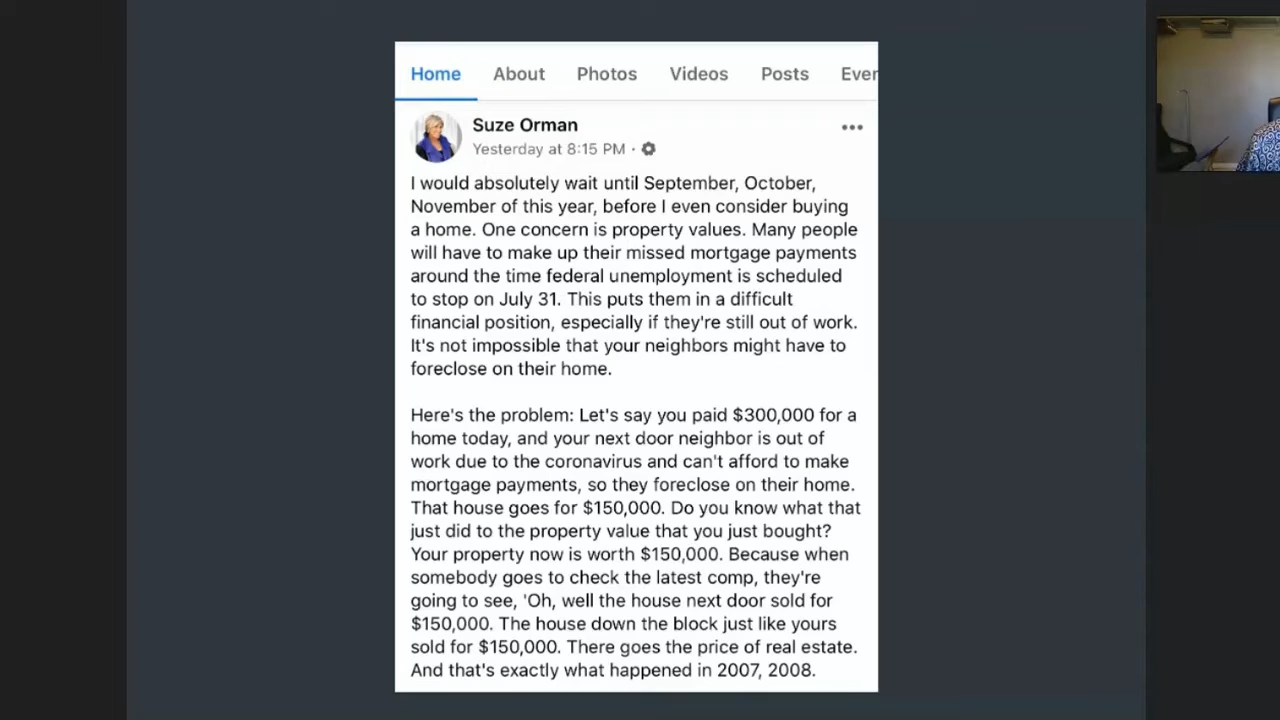 Home About Photos Videos Posts Ever
Suze Orman
Yesterday at 8:15 PM ·
I would absolutely wait until September, October,
November of this year, before I even consider buying
a home. One concern is property values. Many people
will have to make up their missed mortgage payments
around the time federal unemployment is scheduled
to stop on July 31. This puts them in a difficult
financial position, especially if they're still out of work.
It's not impossible that your neighbors might have to
foreclose on their home.
Here's the problem: Let's say you paid $300,000 for a
home today, and your next door neighbor is out of
work due to the coronavirus and can't afford to make
mortgage payments, so they foreclose on their home.
That house goes for $150,000. Do you know what that
just did to the property value that you just bought?
Your property now is worth $150,000. Because when
somebody goes to check the latest comp, they're
going to see, 'Oh, well the house next door sold for
$150,000. The house down the block just like yours
sold for $150,000. There goes the price of real estate.
And that's exactly what happened in 2007, 2008.